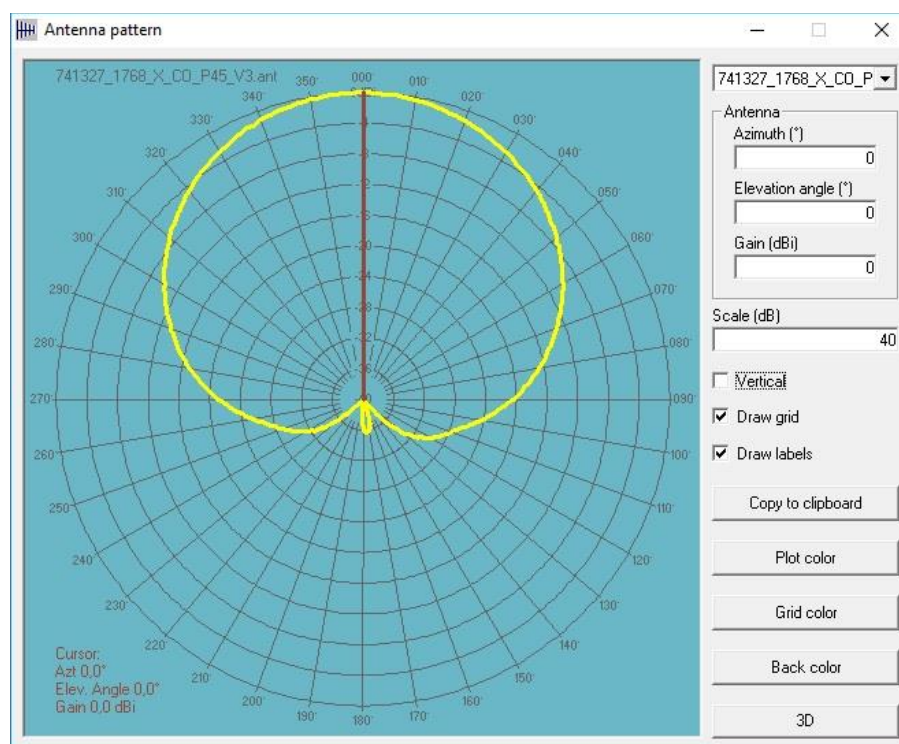 Antenna pattern
741327_1768_X_CO_P45_V3.ant
000°
010°
020°
030°
040°
050°
060°
070°
080°
090°
100°
110°
120°
130°
140°
150°
160°
170°
180°
190°
200°
210°
220°
230°
240°
250°
260°
270°
280°
290°
300°
310°
320°
330°
340°
350°
-20
-24
-28
-32
Cursor:
Azt 0,0°
Elev. Angle 0,0°
Gain 0,0 dBi
741327_1768_X_CO_P
Antenna
Azimuth (°)
0
Elevation angle (°)
0
Gain (dBi)
0
Scale (dB)
40
Vertical
Draw grid
Draw labels
Copy to clipboard
Plot color
Grid color
Back color
3D